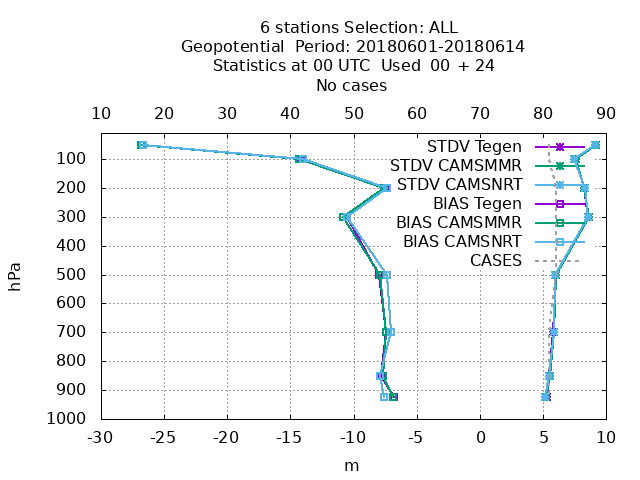 6 stations Selection: ALL
Geopotential  Period: 20180601-20180614
Statistics at 00 UTC  Used  00 + 24
No cases
10 20 30 40 50 60 70 80 90
STDV Tegen
STDV CAMSMMR
STDV CAMSNRT
BIAS Tegen
BIAS CAMSMMR
BIAS CAMSNRT
CASES
hPa
100
200
300
400
500
600
700
800
900
1000
-30 -25 -20 -15 -10 -5 0 5 10
m